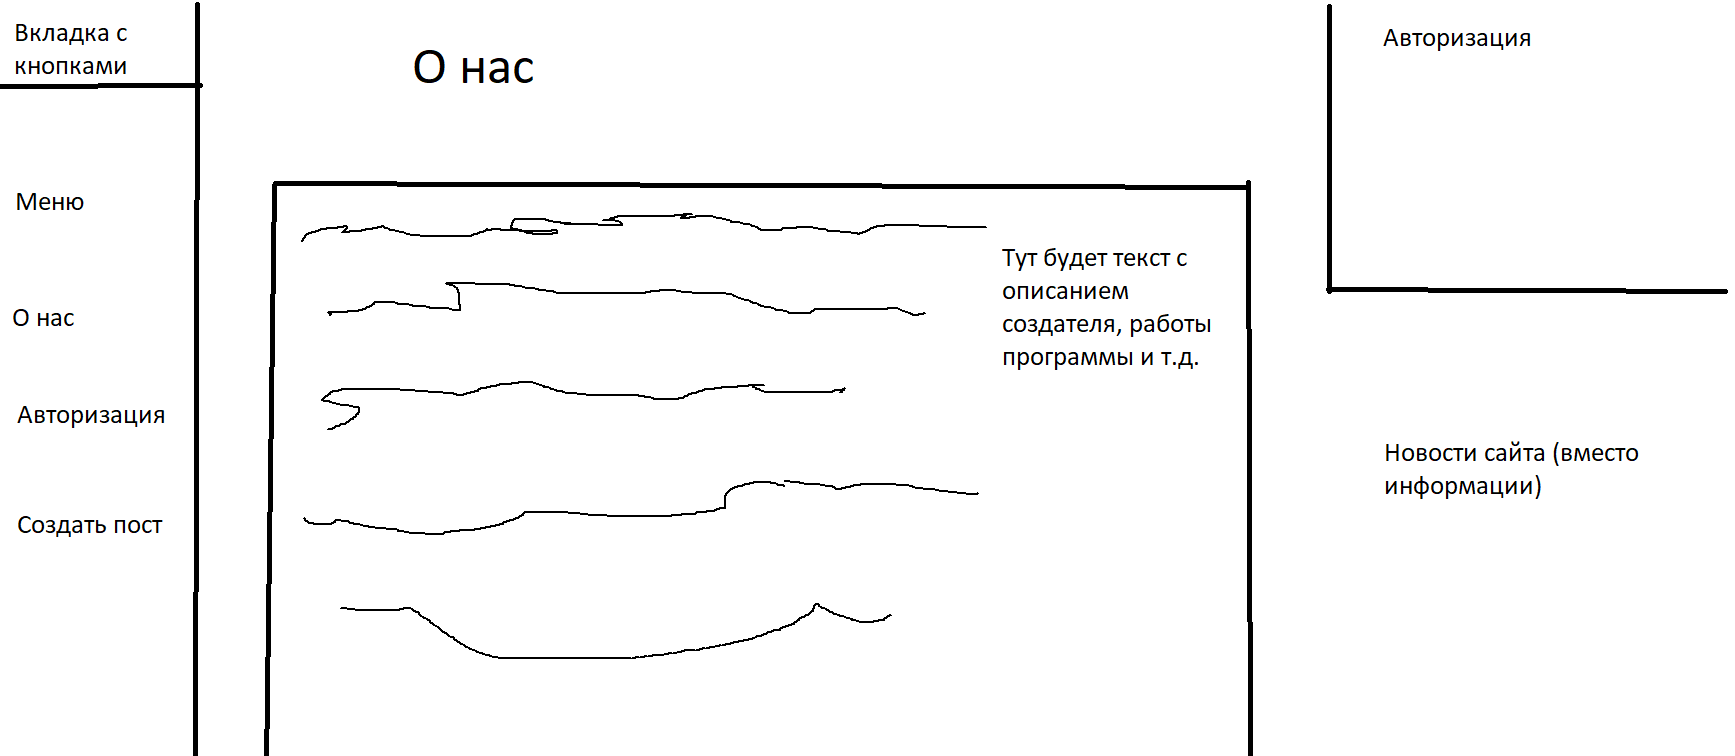 Вкладка с
кнопками
Меню
О нас
Авторизация
Создать пост
О нас
Тут будет текст с
описанием
создателя, работы
программы и т.д.
Авторизация
Новости сайта (вместо
информации)